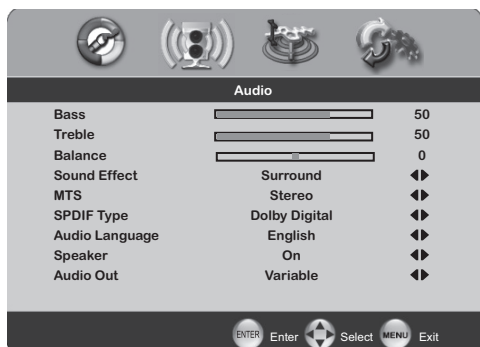 Audio
Bass 50
Treble 50
Balance 0
Sound Effect Surround
MTS Stereo
SPDIF Type Dolby Digital
Audio Language English
Speaker On
Audio Out Variable
ENTER Enter Select MENU Exit